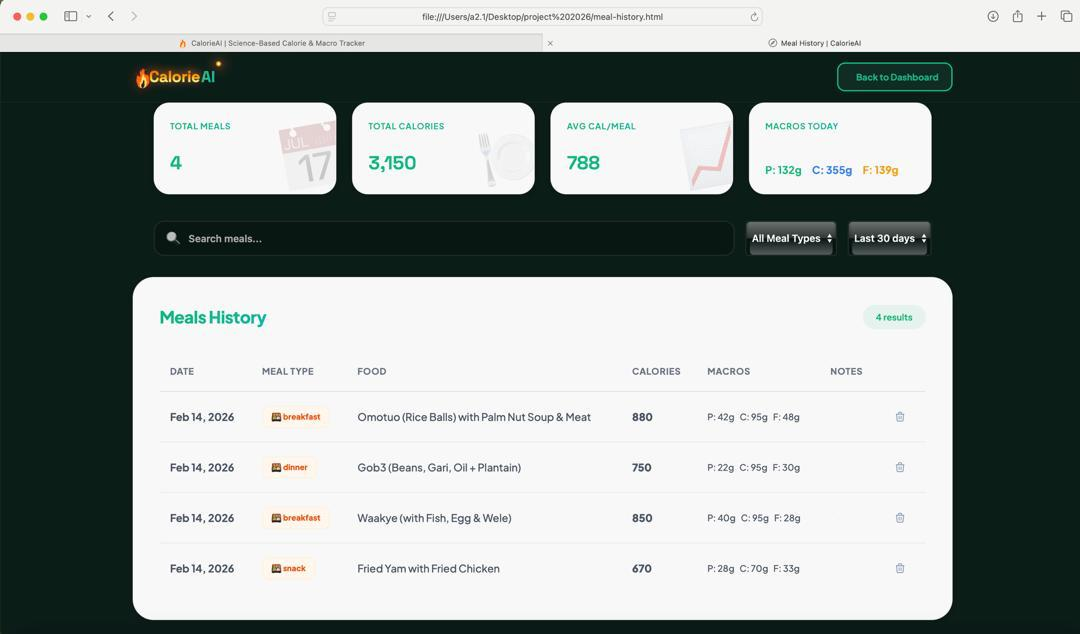 file:///Users/a2.1/Desktop/project%202026/meal-history.html
CalorieAI | Science-Based Calorie & Macro Tracker
Meal History | CalorieAI
CalorieAI
Back to Dashboard
TOTAL MEALS
4
JUL
17
TOTAL CALORIES
3,150
AVG CAL/MEAL
788
MACROS TODAY
P: 132g C: 355g F: 139g
Search meals...
All Meal Types
Last 30 days
Meals History
4 results
DATE MEAL TYPE FOOD CALORIES MACROS NOTES
Feb 14, 2026 breakfast Omotuo (Rice Balls) with Palm Nut Soup & Meat 880 P: 42g C: 95g F: 48g
Feb 14, 2026 dinner Gob3 (Beans, Gari, Oil + Plantain) 750 P: 22g C: 95g F: 30g
Feb 14, 2026 breakfast Waakye (with Fish, Egg & Wele) 850 P: 40g C: 95g F: 28g
Feb 14, 2026 snack Fried Yam with Fried Chicken 670 P: 28g C: 70g F: 33g